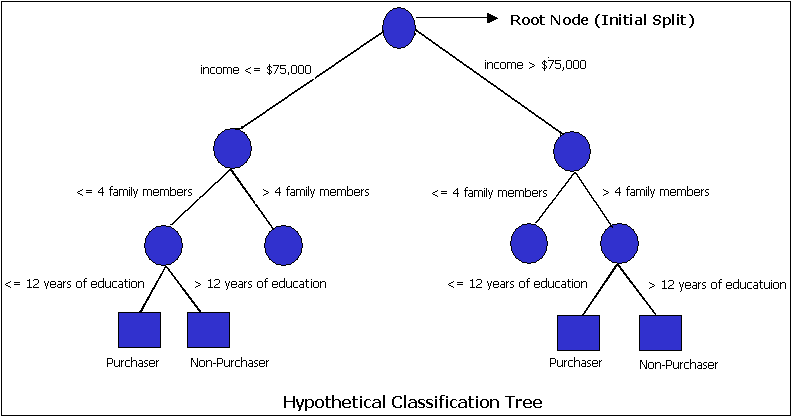 Root Node (Initial Split)
income <= $75,000
income > $75,000
<= 4 family members
> 4 family members
<= 4 family members
> 4 family members
<= 12 years of education
> 12 years of education
<= 12 years of education
> 12 years of educatuion
Purchaser
Non-Purchaser
Purchaser
Non-Purchaser
Hypothetical Classification Tree